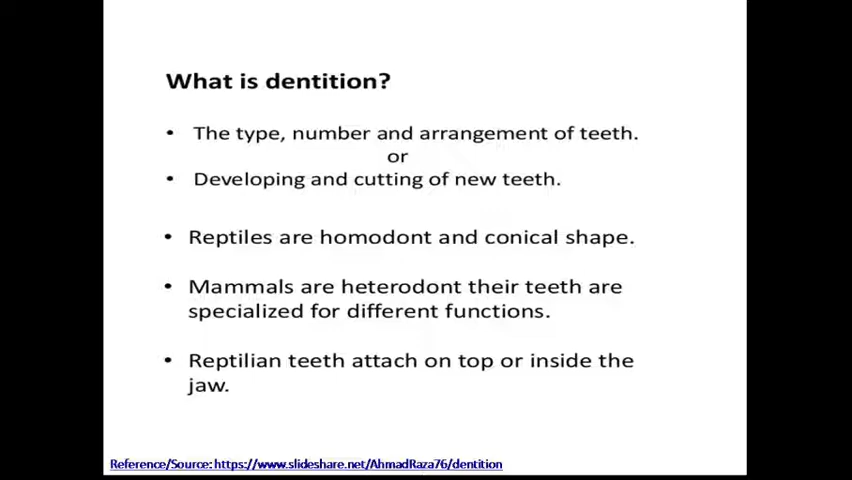 What is dentition?
• The type, number and arrangement of teeth.
or
• Developing and cutting of new teeth.
• Reptiles are homodont and conical shape.
• Mammals are heterodont their teeth are
specialized for different functions.
• Reptilian teeth attach on top or inside the
jaw.
Reference/Source: https://www.slideshare.net/AhmadRaza76/dentition